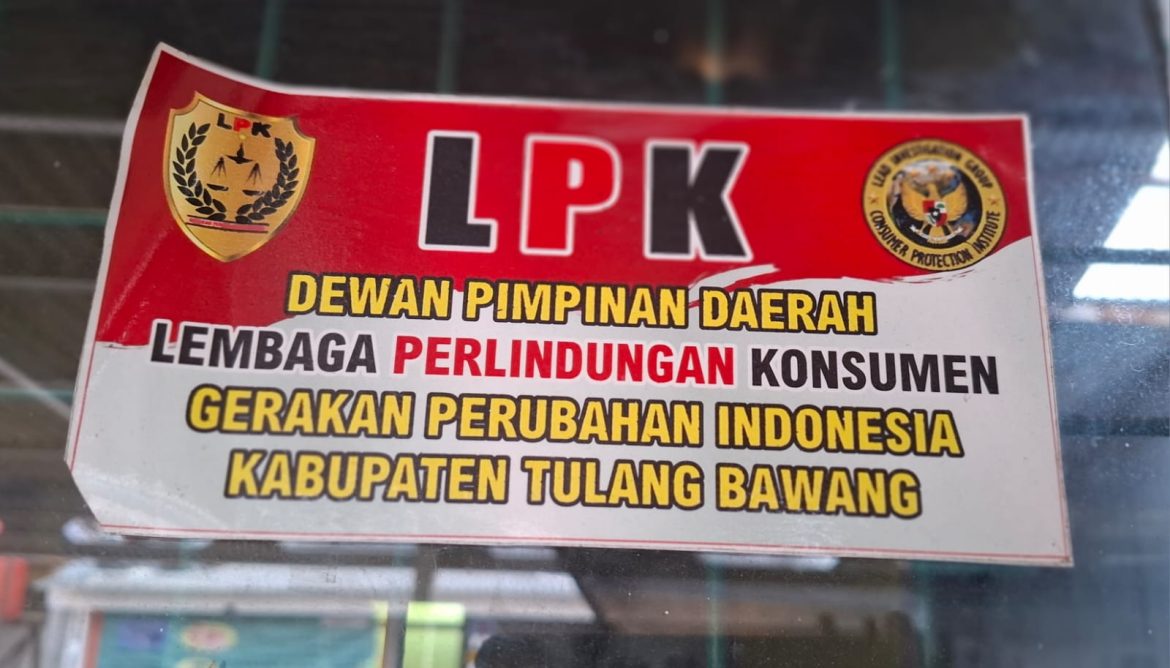 LPK
LPK
LEAD INVESTIGATION GROUP
CONSUMER PROTECTION INSTITUTE
DEWAN PIMPINAN DAERAH
LEMBAGA PERLINDUNGAN KONSUMEN
GERAKAN PERUBAHAN INDONESIA
KABUPATEN TULANG BAWANG